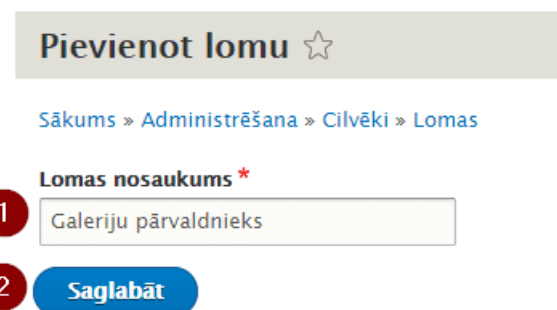 Pievienot lomu
Sākums » Administrēšana » Cilvēki » Lomas
Lomas nosaukums *
1
Galeriju pārvaldnieks
2
Saglabāt